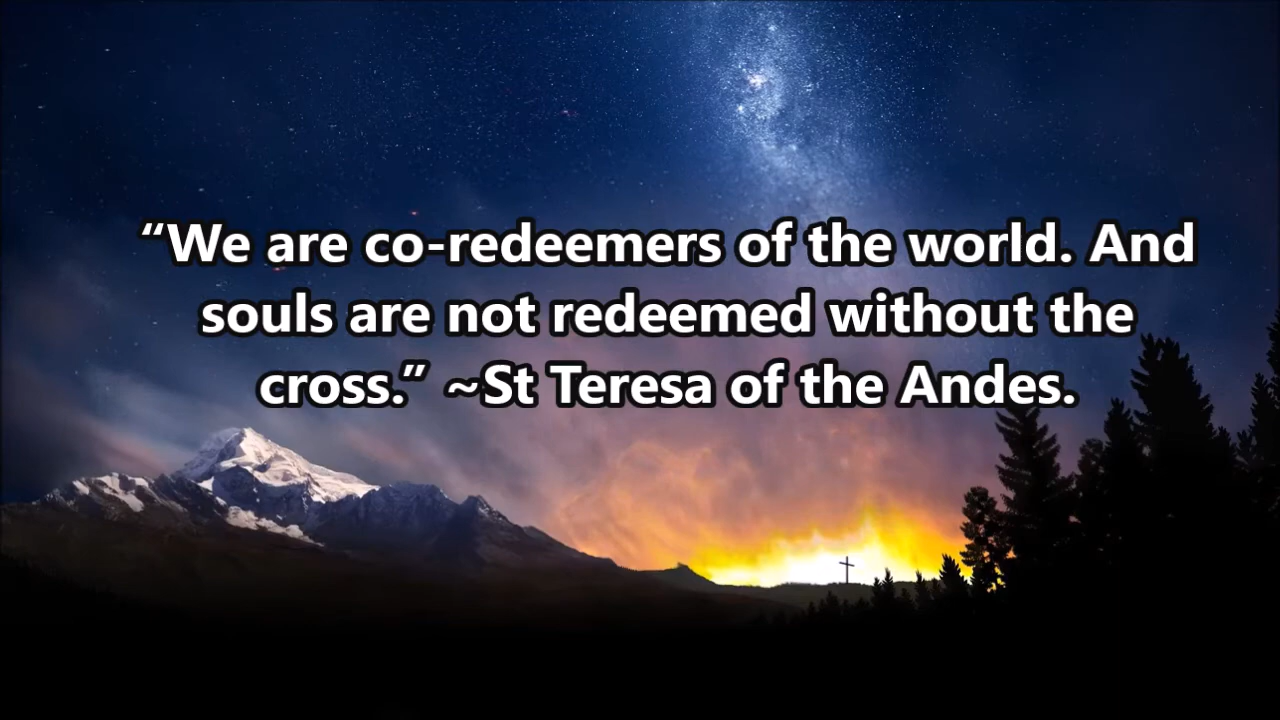 “We are co-redeemers of the world. And
souls are not redeemed without the
cross.” ~St Teresa of the Andes.